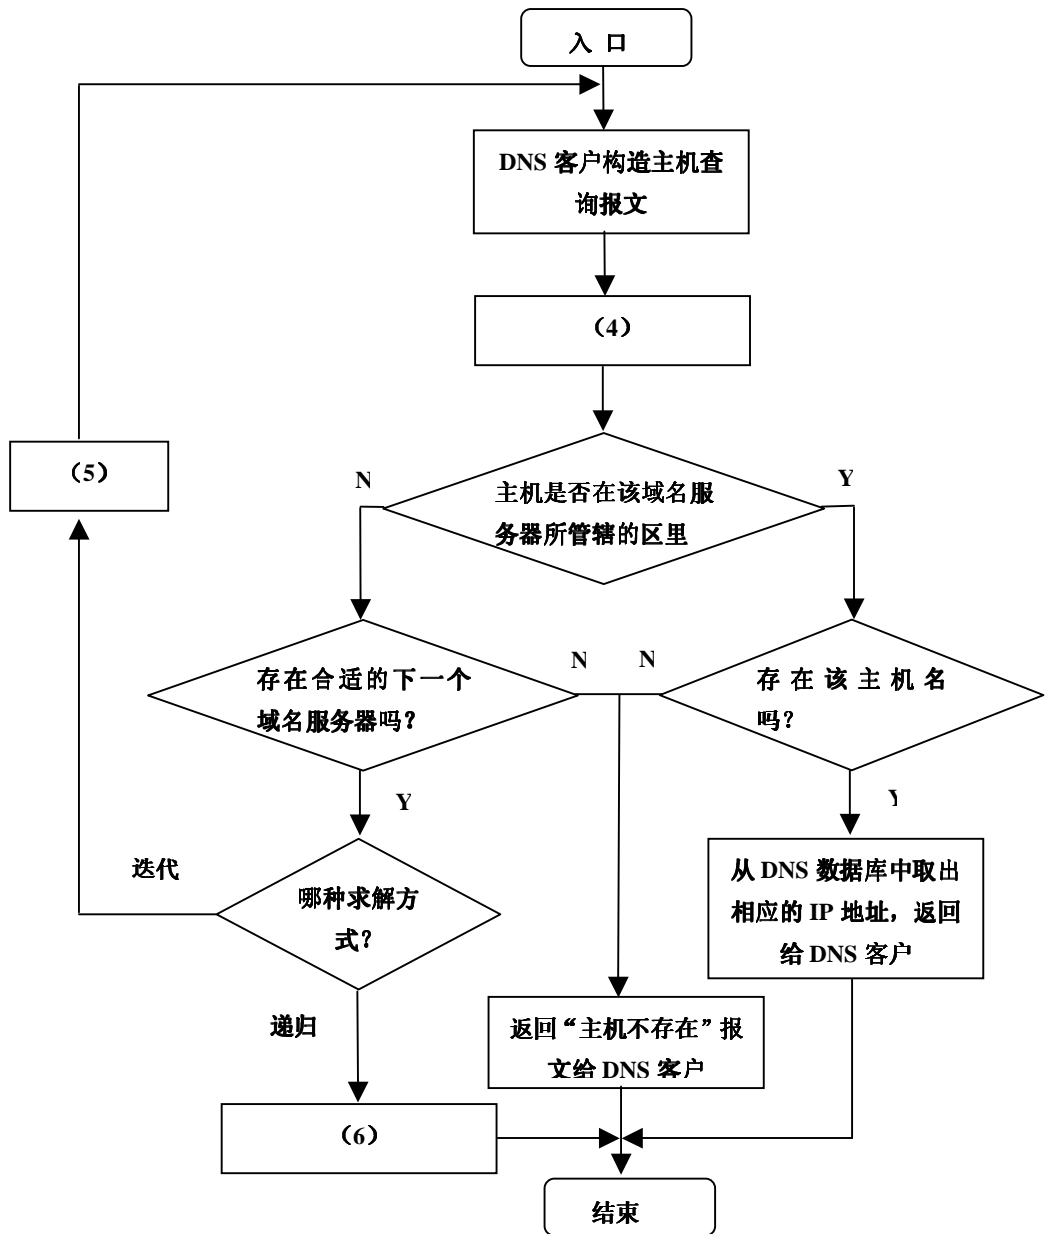 入 口
DNS 客户构造主机查
询报文
（4）
（5）
N
Y
主机是否在该域名服
务器所管辖的区里
存在合适的下一个
域名服务器吗？
N
N
存 在 该 主 机 名
吗？
Y
Y
迭代
哪种求解方
式？
从 DNS 数据库中取出
相应的 IP 地址，返回
给 DNS 客户
递归
返回“主机不存在”报
文给 DNS 客户
（6）
结束